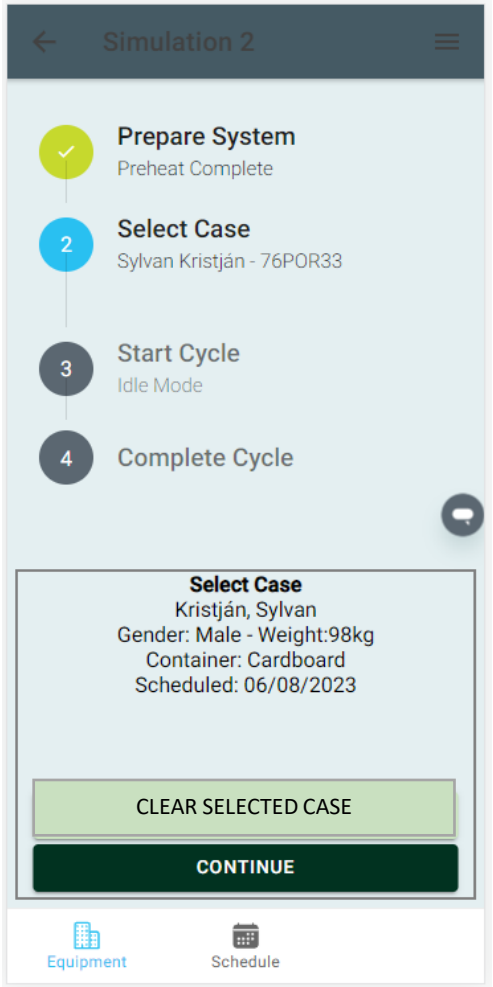 Simulation 2
Prepare System
Preheat Complete
2
Select Case
Sylvan Kristján - 76POR33
3
Start Cycle
Idle Mode
4
Complete Cycle
Select Case
Kristján, Sylvan
Gender: Male - Weight:98kg
Container: Cardboard
Scheduled: 06/08/2023
CLEAR SELECTED CASE
CONTINUE
Equipment
Schedule